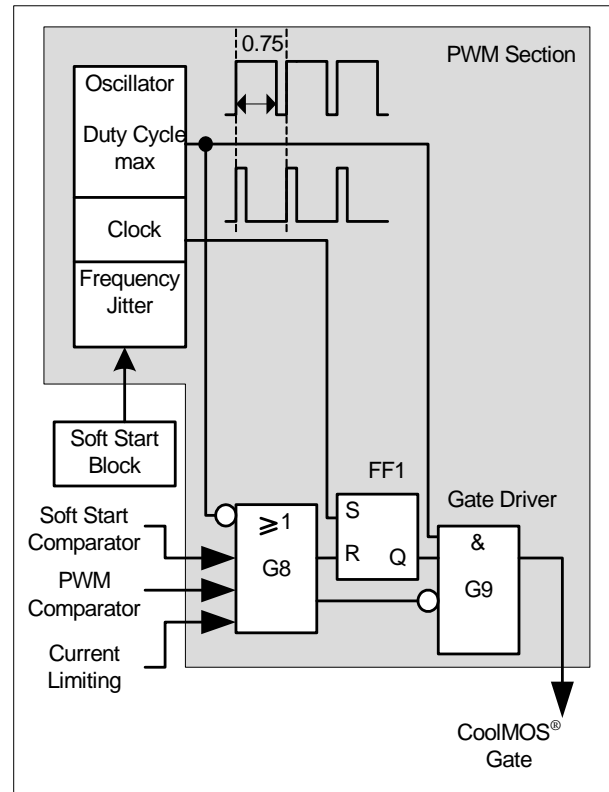 0.75
PWM Section
Oscillator
Duty Cycle
max
Clock
Frequency
Jitter
Soft Start
Block
FF1
Gate Driver
Soft Start
Comparator
PWM
Comparator
Current
Limiting
≥1
G8
S
R
Q
&
G9
CoolMOS®
Gate